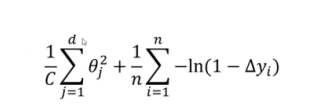 1/C ∑_{j=1}^{d} θ_j^2 + 1/n ∑_{i=1}^{n} −ln(1 − Δy_i)